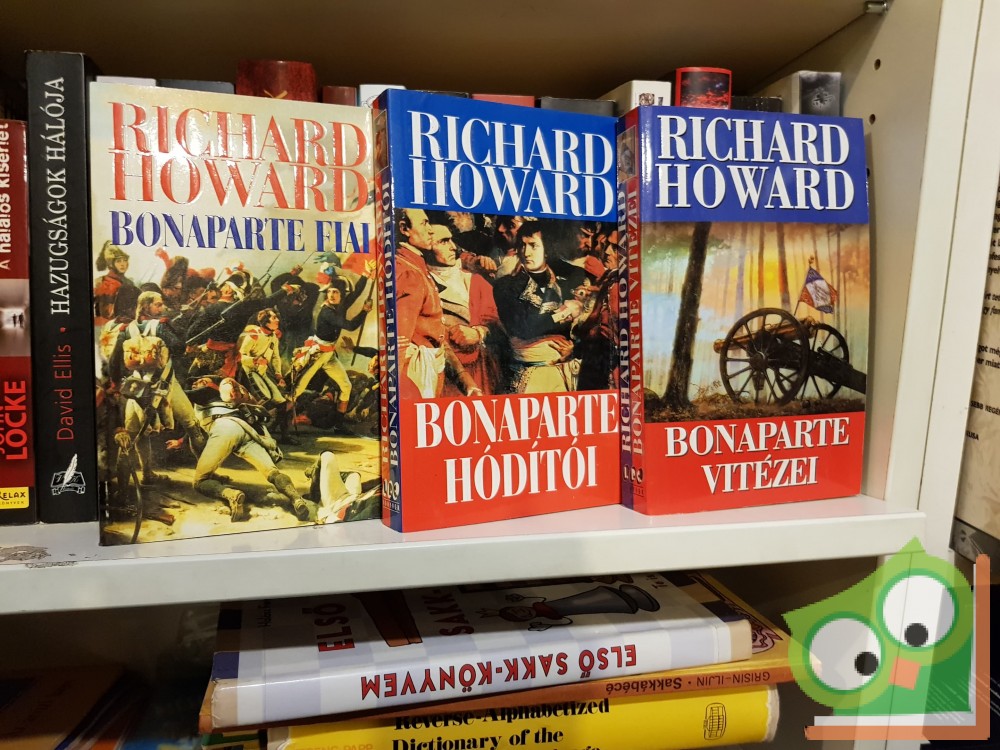 A halálos kísérlet
LOCKE
RELAX
David Ellis • HAZUGSÁGOK HÁLÓJA
RICHARD
HOWARD
BONAPARTE FIAI
RICHARD HOWARD
BONAPARTE HÓDÍTÓI
RICHARD
HOWARD
BONAPARTE
HÓDÍTÓI
RICHARD HOWARD
BONAPARTE VITÉZEI
RICHARD
HOWARD
BONAPARTE
VITÉZEI
ELSŐ
SAKK-
ELSŐ SAKK-KÖNYVEM
GRISIN-ILJIN • Sakkábécé
Reverse-Alphabetized
Dictionary of the